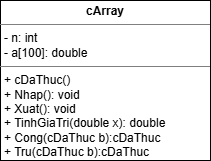 cArray
- n: int
- a[100]: double
+ cDaThuc()
+ Nhap(): void
+ Xuat(): void
+ TinhGiaTri(double x): double
+ Cong(cDaThuc b):cDaThuc
+ Tru(cDaThuc b):cDaThuc